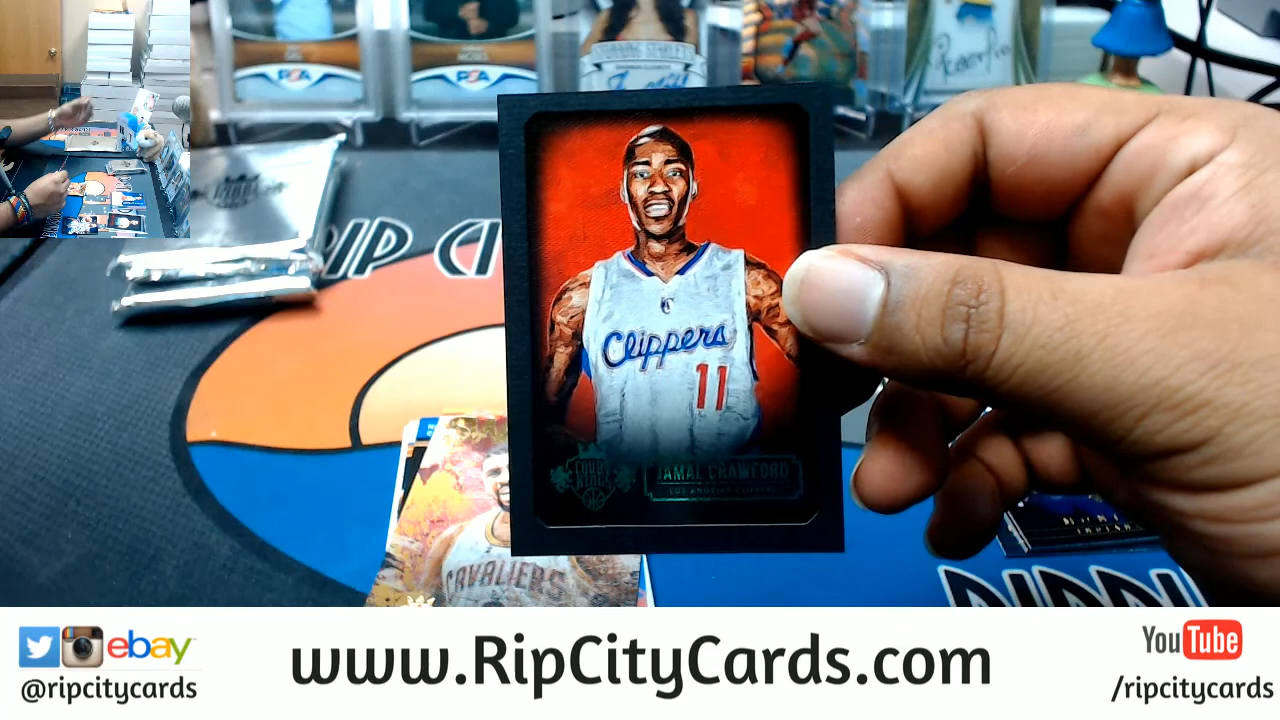 PSA
PSA
RIP CI
Clippers
11
COURT
KINGS
JAMAL CRAWFORD
LOS ANGELES CLIPPERS
CAVALIERS
ebay
@ripcitycards
www.RipCityCards.com
YouTube
/ripcitycards